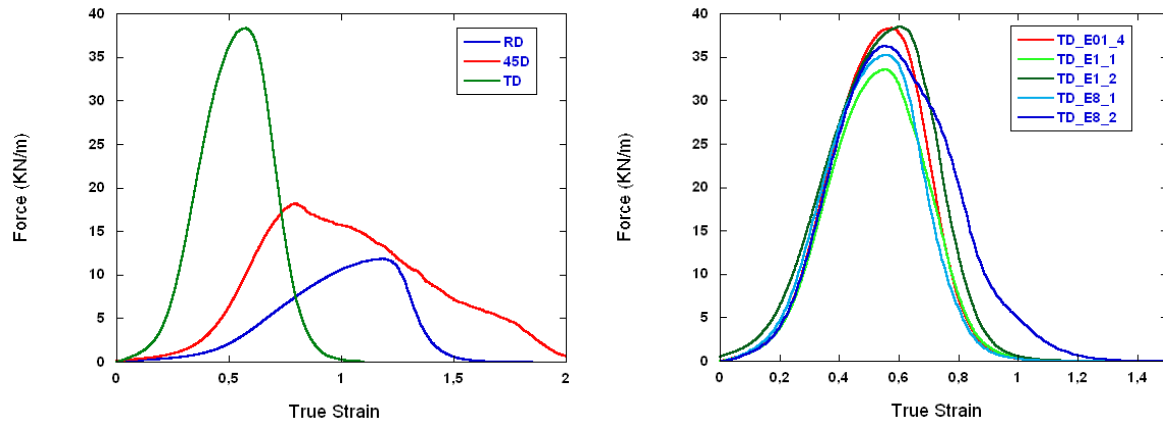 40
35
30
25
20
15
10
5
0
Force (KN/m)
RD
45D
TD
0
0,5
1
1,5
2
True Strain
40
35
30
25
20
15
10
5
0
Force (KN/m)
TD_E01_4
TD_E1_1
TD_E1_2
TD_E8_1
TD_E8_2
0
0,2
0,4
0,6
0,8
1
1,2
1,4
True Strain